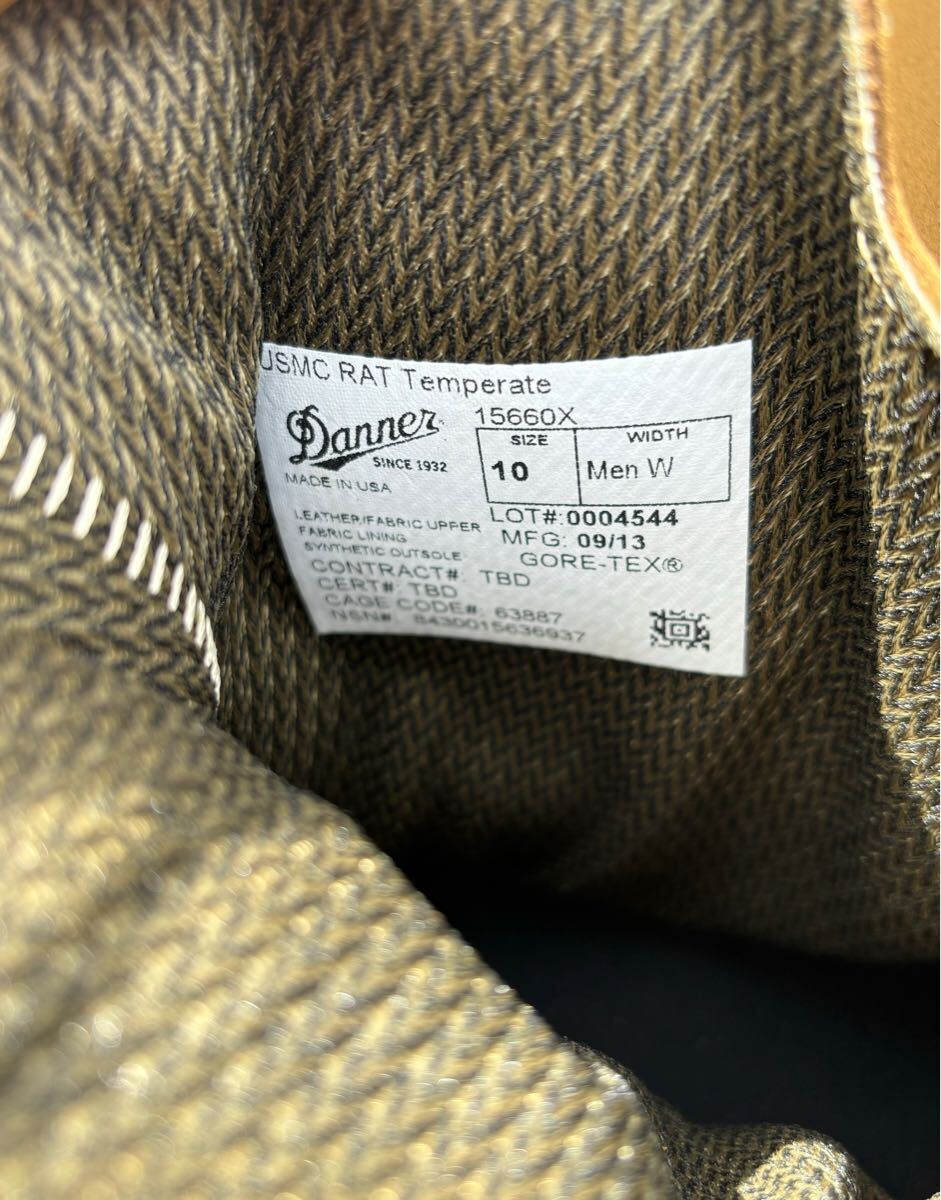 USMC RAT Temperate
15660X
Danner
SINCE 1932
MADE IN USA
SIZE
10
WIDTH
Men W
LOT#:0004544
MFG: 09/13
GORE-TEX®
LEATHER/FABRIC UPPER
FABRIC LINING
SYNTHETIC OUTSOLE
CONTRACT#: TBD
CERT#: TBD
CAGE CODE#: 63887
NSN# 8430015636937